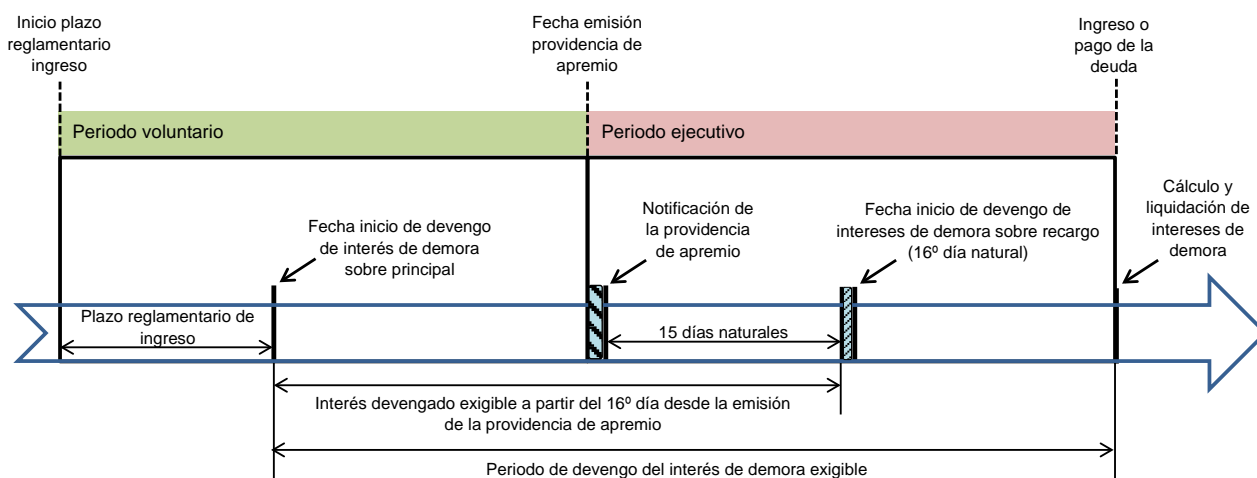 Inicio plazo
reglamentario
ingreso
Fecha emisión
providencia de
apremio
Ingreso o
pago de la
deuda
Periodo voluntario
Periodo ejecutivo
Fecha inicio de devengo
de interés de demora
sobre principal
Notificación de
la providencia
de apremio
Fecha inicio de devengo de
intereses de demora sobre recargo
(16º día natural)
Cálculo y
liquidación de
intereses de
demora
Plazo reglamentario de
ingreso
15 días naturales
Interés devengado exigible a partir del 16º día desde la emisión
de la providencia de apremio
Periodo de devengo del interés de demora exigible